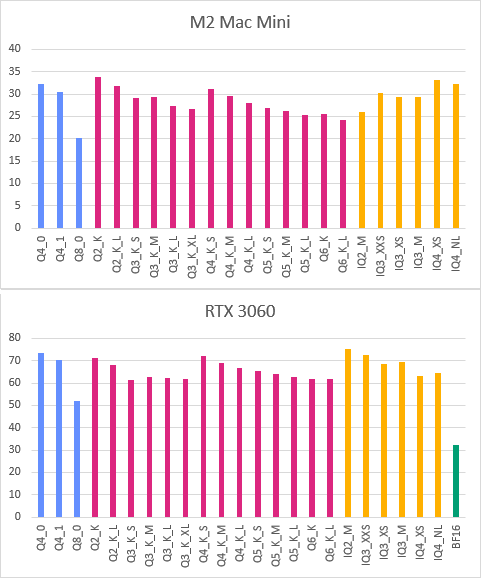 M2 Mac Mini
40
35
30
25
20
15
10
5
0
Q4_0
Q4_1
Q8_0
Q2_K
Q2_K_L
Q3_K_S
Q3_K_M
Q3_K_L
Q3_K_XL
Q4_K_S
Q4_K_M
Q4_K_L
Q5_K_S
Q5_K_M
Q5_K_L
Q6_K
Q6_K_L
IQ2_M
IQ3_XXS
IQ3_XS
IQ3_M
IQ4_XS
IQ4_NL
RTX 3060
80
70
60
50
40
30
20
10
0
Q4_0
Q4_1
Q8_0
Q2_K
Q2_K_L
Q3_K_S
Q3_K_M
Q3_K_L
Q3_K_XL
Q4_K_S
Q4_K_M
Q4_K_L
Q5_K_S
Q5_K_M
Q5_K_L
Q6_K
Q6_K_L
IQ2_M
IQ3_XXS
IQ3_XS
IQ3_M
IQ4_XS
IQ4_NL
BF16